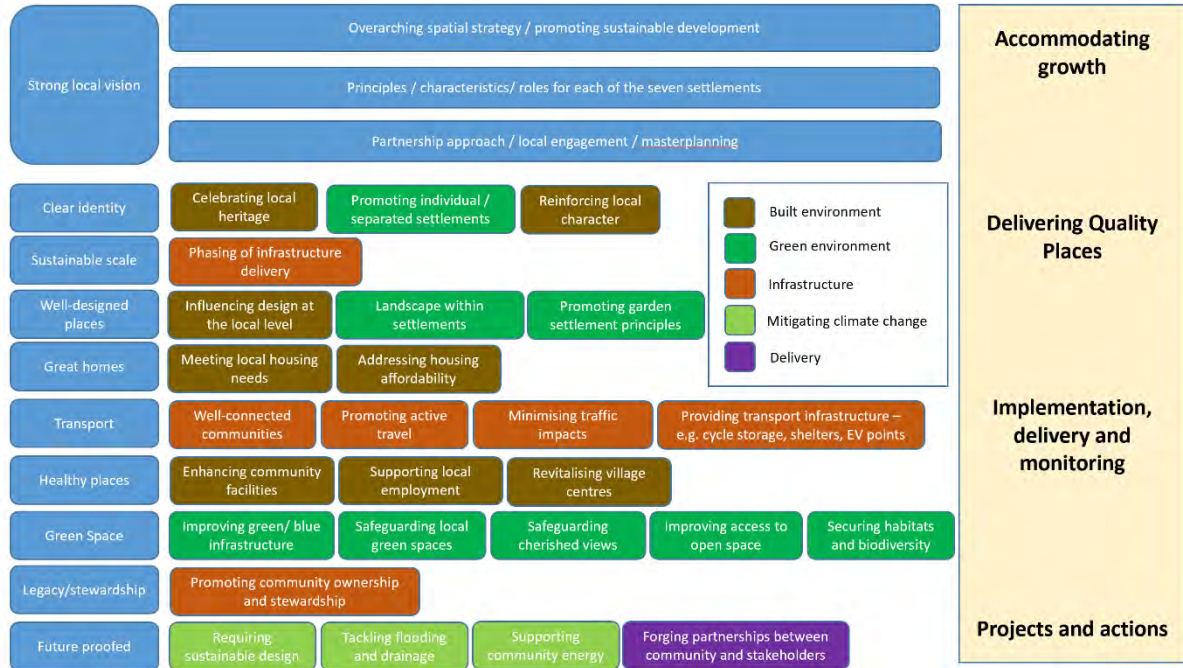 Strong local vision
Overarching spatial strategy / promoting sustainable development
Principles / characteristics/ roles for each of the seven settlements
Partnership approach / local engagement / masterplanning
Accommodating
growth
Clear identity
Celebrating local
heritage
Promoting individual /
separated settlements
Reinforcing local
character
Sustainable scale
Phasing of infrastructure
delivery
Well-designed
places
Influencing design at
the local level
Landscape within
settlements
Promoting garden
settlement principles
Great homes
Meeting local housing
needs
Addressing housing
affordability
Built environment
Green environment
Infrastructure
Mitigating climate change
Delivery
Delivering Quality
Places
Transport
Well-connected
communities
Promoting active
travel
Minimising traffic
impacts
Providing transport infrastructure –
e.g. cycle storage, shelters, EV points
Implementation,
delivery and
monitoring
Healthy places
Enhancing community
facilities
Supporting local
employment
Revitalising village
centres
Green Space
Improving green/ blue
infrastructure
Safeguarding local
green spaces
Safeguarding
cherished views
Improving access to
open space
Securing habitats
and biodiversity
Legacy/stewardship
Promoting community ownership
and stewardship
Future proofed
Requiring
sustainable design
Tackling flooding
and drainage
Supporting
community energy
Forging partnerships between
community and stakeholders
Projects and actions